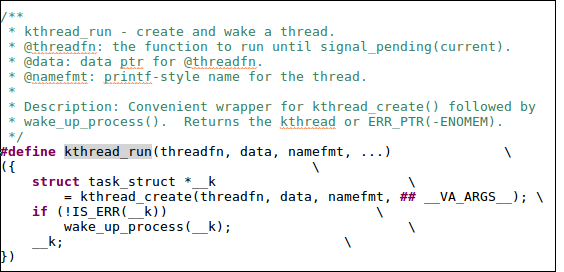 /**
 * kthread_run - create and wake a thread.
 * @threadfn: the function to run until signal_pending(current).
 * @data: data ptr for @threadfn.
 * @namefmt: printf-style name for the thread.
 *
 * Description: Convenient wrapper for kthread_create() followed by
 * wake_up_process().  Returns the kthread or ERR_PTR(-ENOMEM).
 */
#define kthread_run(threadfn, data, namefmt, ...)              \
({                                     \
    struct task_struct *__k                        \
        = kthread_create(threadfn, data, namefmt, ## __VA_ARGS__); \
    if (!IS_ERR(__k))                          \
        wake_up_process(__k);                      \
    __k;                                   \
})